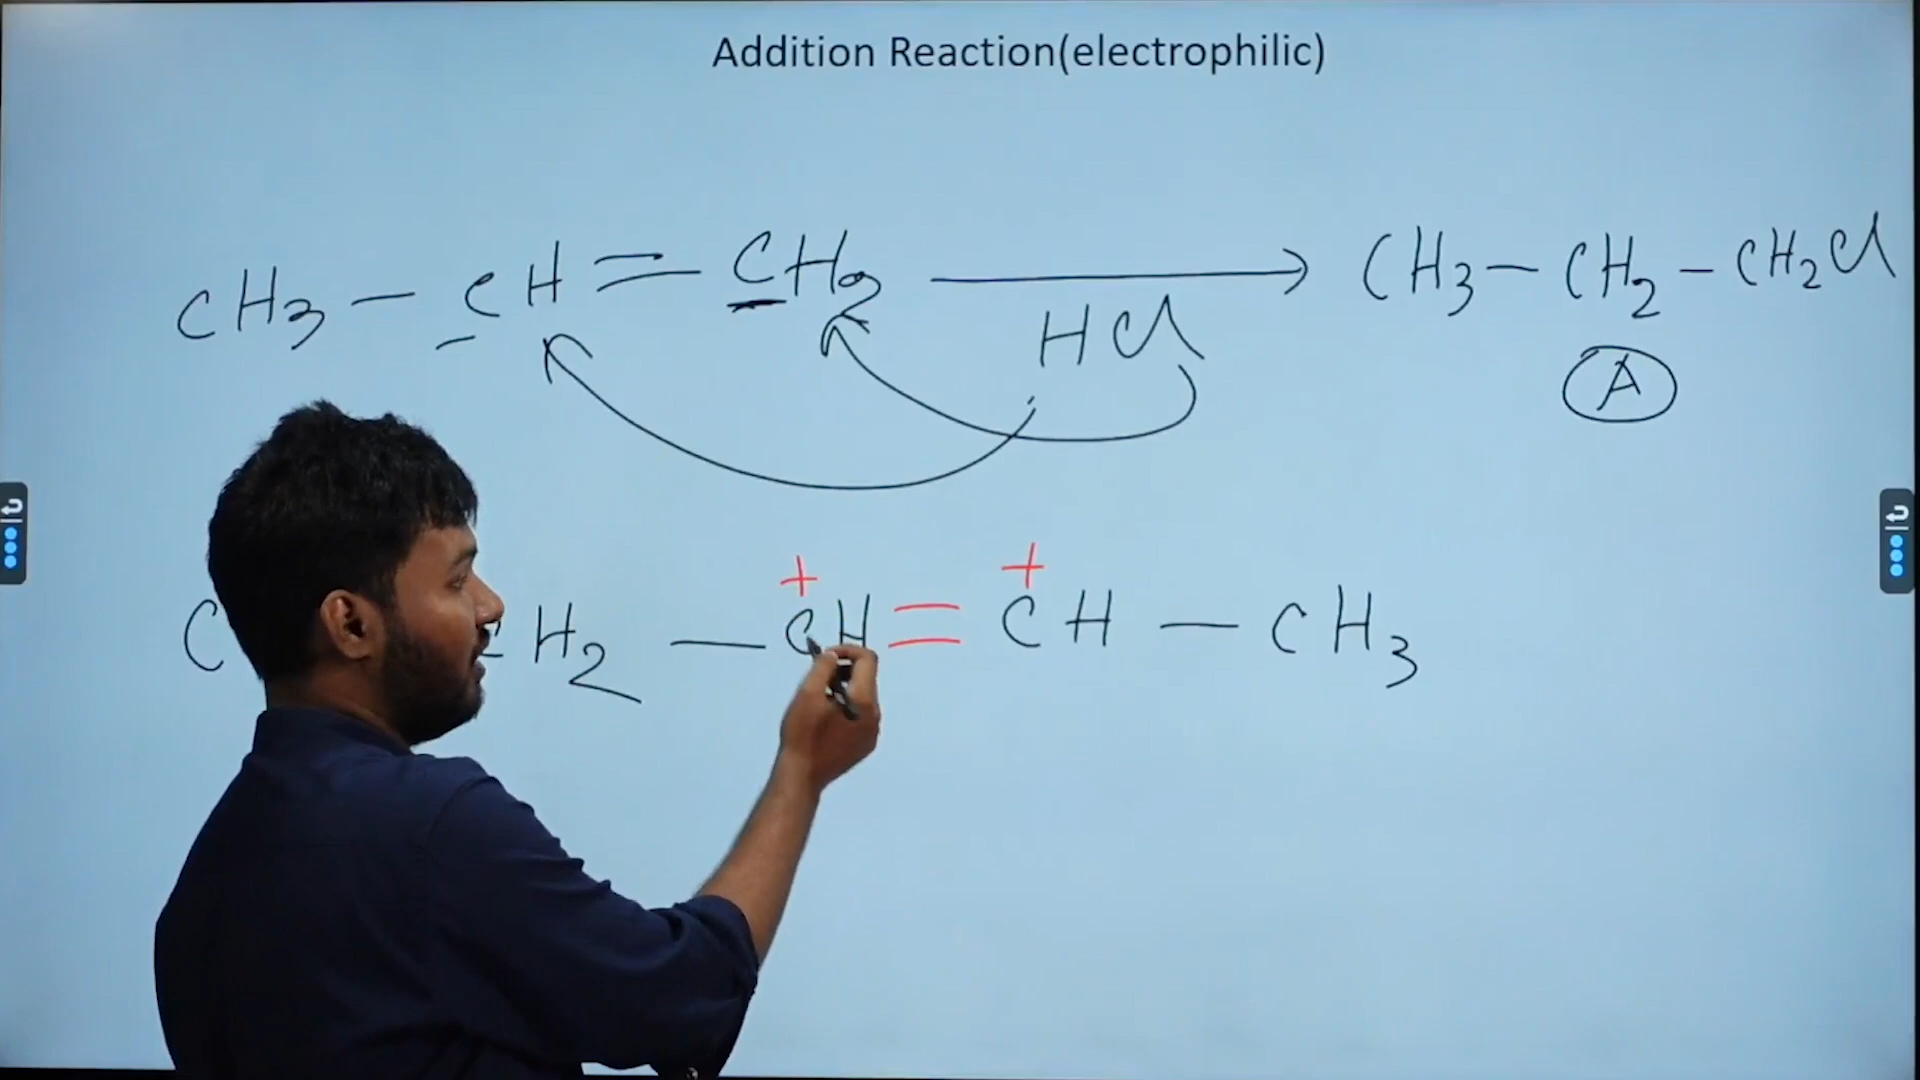 Addition Reaction(electrophilic)
CH3 — CH = CH2 ⟶ CH3 — CH2 — CH2Cl
HCl
A
+ +
C H2 — CH = CH — CH3